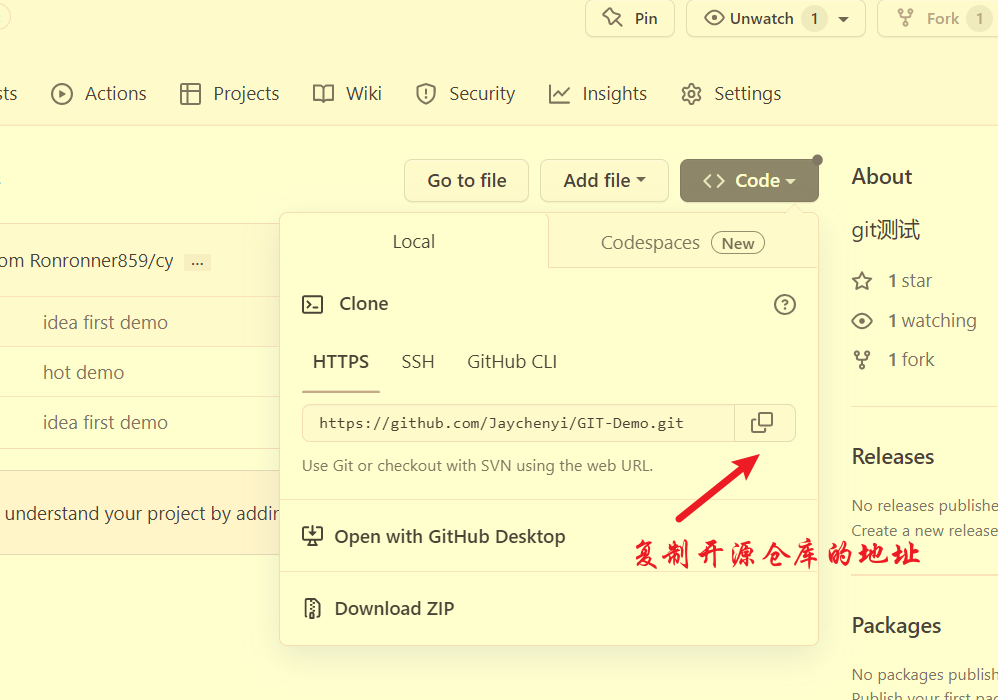 Pin
Unwatch 1
Fork 1
sts
Actions
Projects
Wiki
Security
Insights
Settings
Go to file
Add file
Code
About
git测试
1 star
1 watching
1 fork
Local
Codespaces New
om Ronronner859/cy ...
idea first demo
hot demo
idea first demo
understand your project by addin
Clone
HTTPS
SSH
GitHub CLI
https://github.com/Jaychenyi/GIT-Demo.git
Use Git or checkout with SVN using the web URL.
Open with GitHub Desktop
Download ZIP
复制开源仓库的地址
Releases
No releases publishe
Create a new release
Packages
No packages publish
Publish your first pac